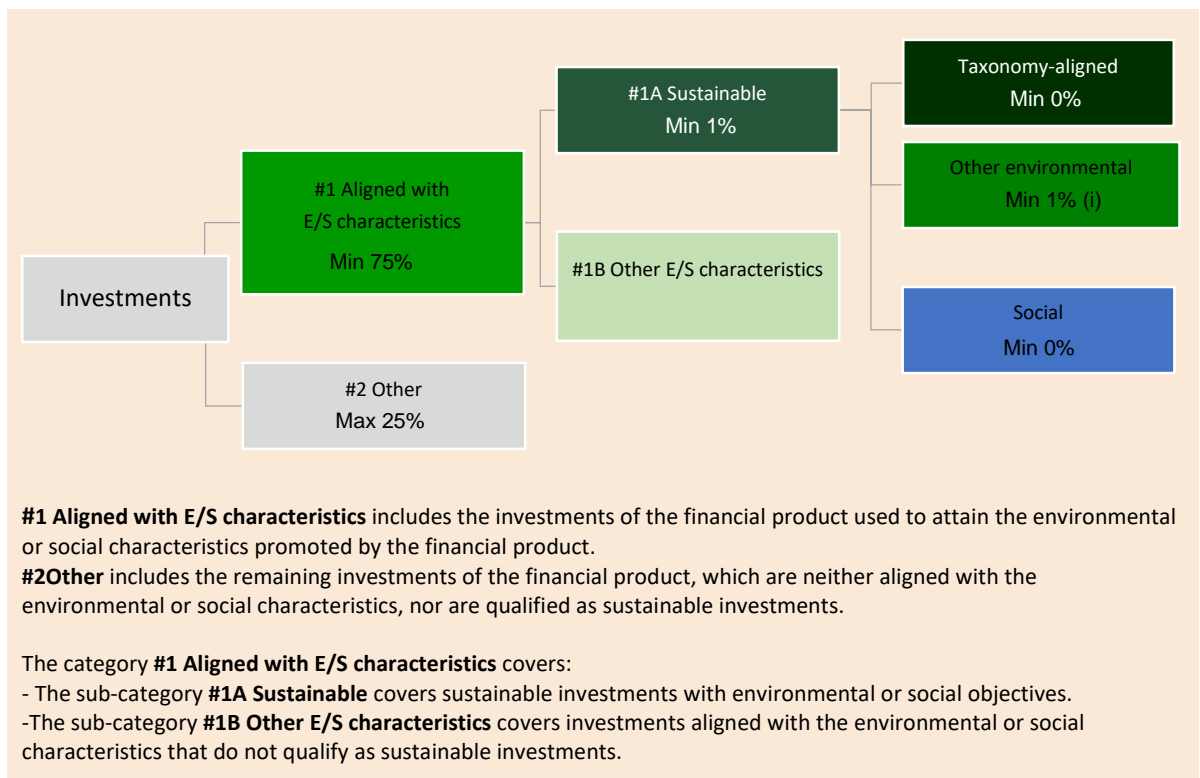 Investments
#1 Aligned with
E/S characteristics
Min 75%
#2 Other
Max 25%
#1A Sustainable
Min 1%
#1B Other E/S characteristics
Taxonomy-aligned
Min 0%
Other environmental
Min 1% (i)
Social
Min 0%
#1 Aligned with E/S characteristics includes the investments of the financial product used to attain the environmental
or social characteristics promoted by the financial product.
#2Other includes the remaining investments of the financial product, which are neither aligned with the
environmental or social characteristics, nor are qualified as sustainable investments.
The category #1 Aligned with E/S characteristics covers:
- The sub-category #1A Sustainable covers sustainable investments with environmental or social objectives.
-The sub-category #1B Other E/S characteristics covers investments aligned with the environmental or social
characteristics that do not qualify as sustainable investments.